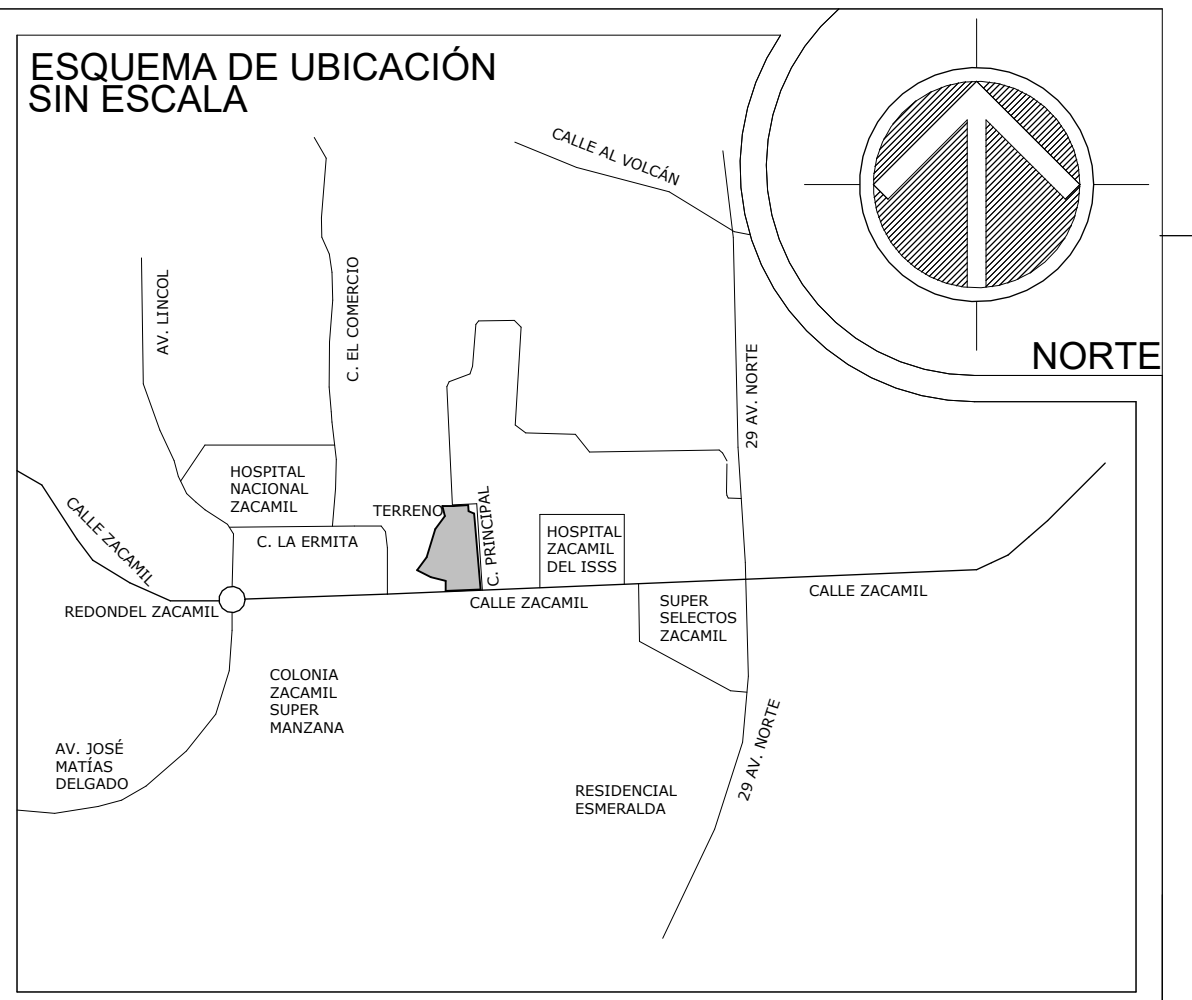 ESQUEMA DE UBICACIÓN
SIN ESCALA
CALLE AL VOLCÁN
NORTE
AV. LINCOL
C. EL COMERCIO
29 AV. NORTE
HOSPITAL
NACIONAL
ZACAMIL
TERRENO
C. PRINCIPAL
CALLE ZACAMIL
C. LA ERMITA
HOSPITAL
ZACAMIL
DEL ISSS
REDONDEL ZACAMIL
CALLE ZACAMIL
SUPER
SELECTOS
ZACAMIL
CALLE ZACAMIL
COLONIA
ZACAMIL
SUPER
MANZANA
AV. JOSÉ
MATÍAS
DELGADO
29 AV. NORTE
RESIDENCIAL
ESMERALDA